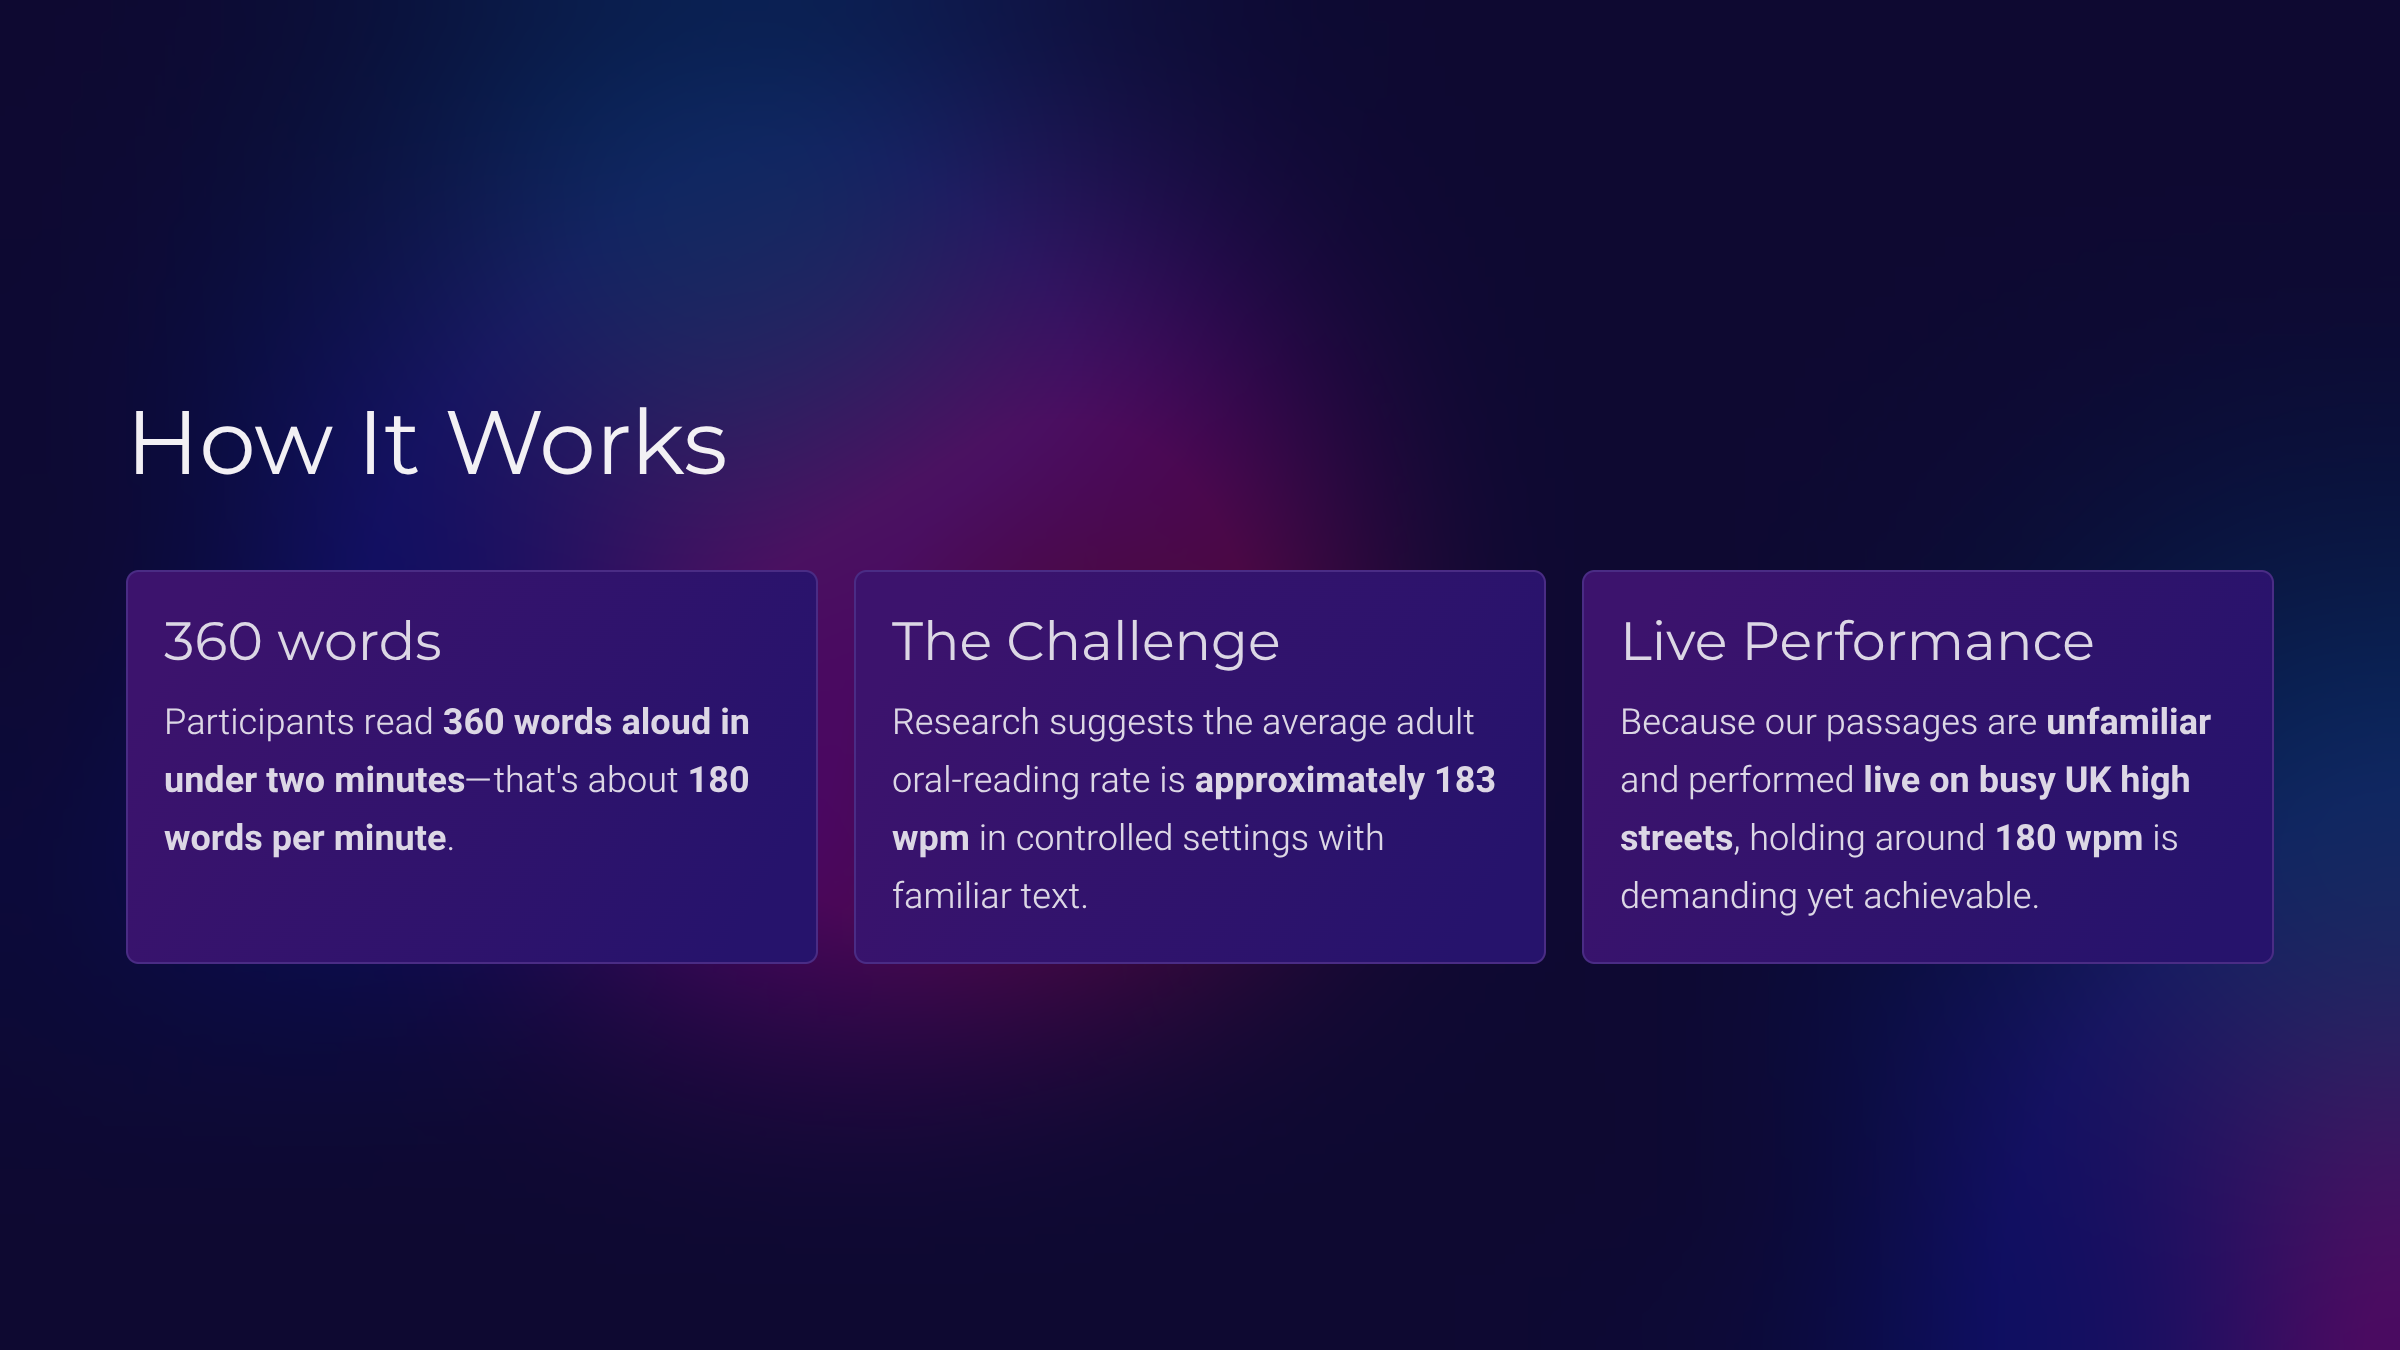 How It Works
360 words
Participants read 360 words aloud in
under two minutes—that's about 180
words per minute.
The Challenge
Research suggests the average adult
oral-reading rate is approximately 183
wpm in controlled settings with
familiar text.
Live Performance
Because our passages are unfamiliar
and performed live on busy UK high
streets, holding around 180 wpm is
demanding yet achievable.